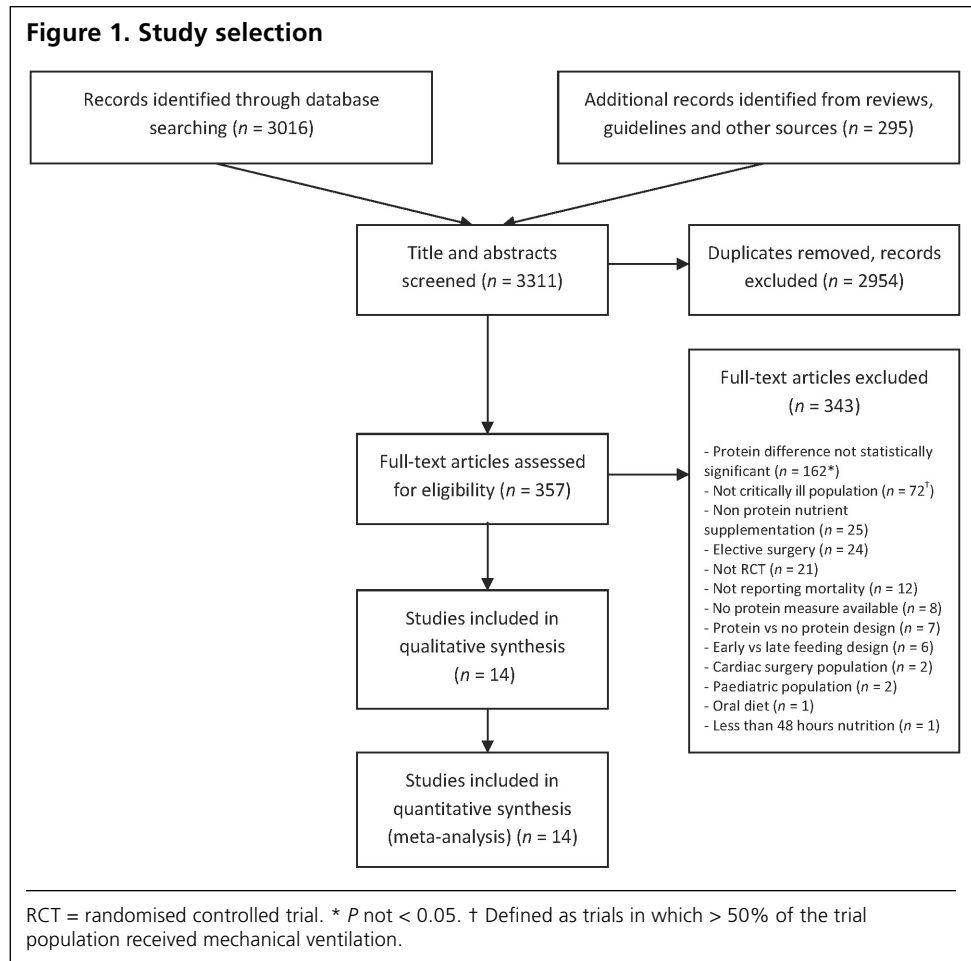 Figure 1. Study selection
Records identified through database
searching (n = 3016)
Additional records identified from reviews,
guidelines and other sources (n = 295)
Title and abstracts
screened (n = 3311)
Duplicates removed, records
excluded (n = 2954)
Full-text articles assessed
for eligibility (n = 357)
Full-text articles excluded
(n = 343)
- Protein difference not statistically
significant (n = 162*)
- Not critically ill population (n = 72†)
- Non protein nutrient
supplementation (n = 25)
- Elective surgery (n = 24)
- Not RCT (n = 21)
- Not reporting mortality (n = 12)
- No protein measure available (n = 8)
- Protein vs no protein design (n = 7)
- Early vs late feeding design (n = 6)
- Cardiac surgery population (n = 2)
- Paediatric population (n = 2)
- Oral diet (n = 1)
- Less than 48 hours nutrition (n = 1)
Studies included in
qualitative synthesis
(n = 14)
Studies included in
quantitative synthesis
(meta-analysis) (n = 14)
RCT = randomised controlled trial. * P not < 0.05. † Defined as trials in which > 50% of the trial
population received mechanical ventilation.